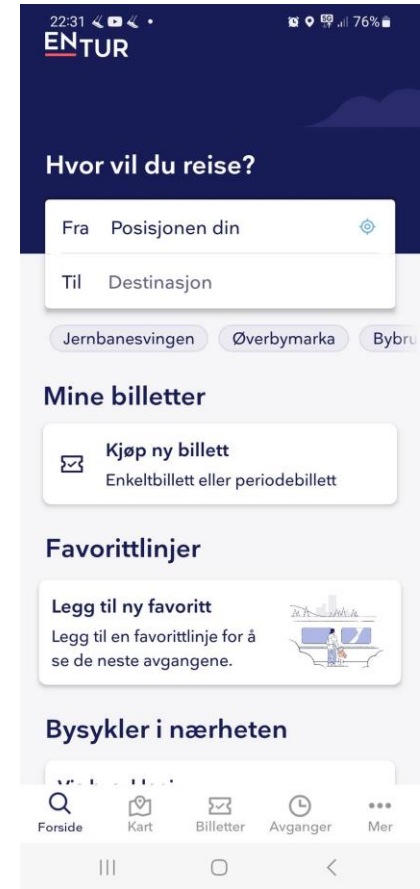 22:31 76%
ENTUR
Hvor vil du reise?
Fra Posisjonen din
Til Destinasjon
Jernbanesvingen Øverbymarka Bybru
Mine billetter
Kjøp ny billett
Enkeltbillett eller periodebillett
Favorittlinjer
Legg til ny favoritt
Legg til en favorittlinje for å
se de neste avgangene.
Bysykler i nærheten
Forside Kart Billetter Avganger Mer